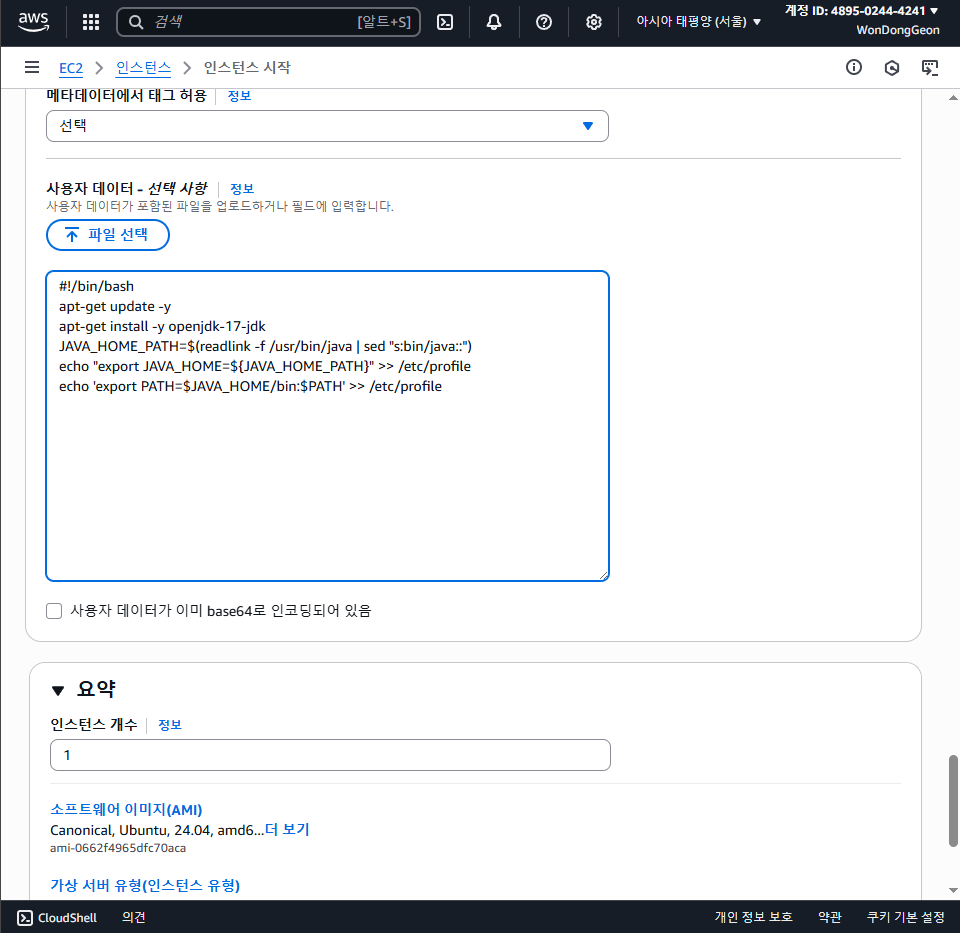 aws
검색
[알트+S]
아시아 태평양 (서울)
계정 ID: 4895-0244-4241
WonDongGeon
EC2
인스턴스
인스턴스 시작
메타데이터에서 태그 허용
정보
선택
사용자 데이터 - 선택 사항
정보
사용자 데이터가 포함된 파일을 업로드하거나 필드에 입력합니다.
파일 선택
#!/bin/bash
apt-get update -y
apt-get install -y openjdk-17-jdk
JAVA_HOME_PATH=$(readlink -f /usr/bin/java | sed "s:bin/java::")
echo "export JAVA_HOME=${JAVA_HOME_PATH}" >> /etc/profile
echo 'export PATH=$JAVA_HOME/bin:$PATH' >> /etc/profile
사용자 데이터가 이미 base64로 인코딩되어 있음
요약
인스턴스 개수
정보
1
소프트웨어 이미지(AMI)
Canonical, Ubuntu, 24.04, amd6...더 보기
ami-0662f4965dfc70aca
가상 서버 유형(인스턴스 유형)
CloudShell
의견
개인 정보 보호
약관
쿠키 기본 설정